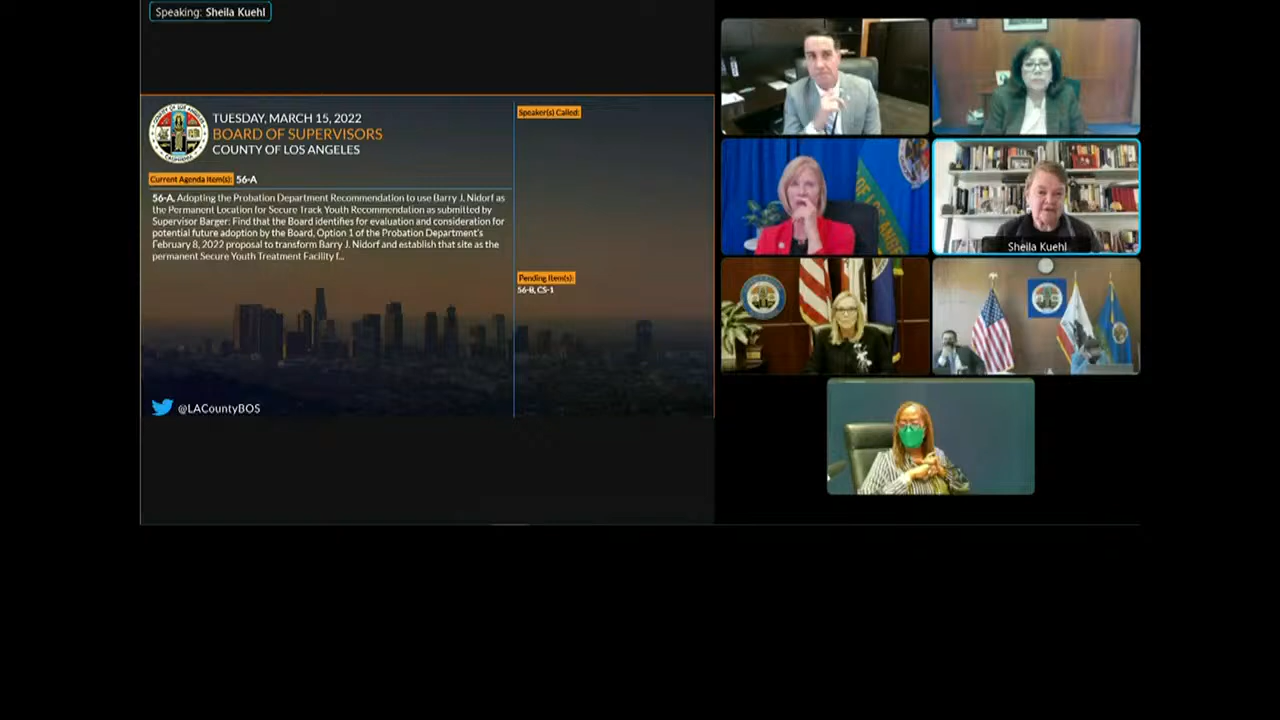 Speaking: Sheila Kuehl
TUESDAY, MARCH 15, 2022
BOARD OF SUPERVISORS
COUNTY OF LOS ANGELES
Current Agenda Item(s): 56-A
56-A. Adopting the Probation Department Recommendation to use Barry J. Nidorf as
the Permanent Location for Secure Track Youth Recommendation as submitted by
Supervisor Barger: Find that the Board identifies for evaluation and consideration for
potential future adoption by the Board, Option 1 of the Probation Department's
February 8, 2022 proposal to transform Barry J. Nidorf and establish that site as the
permanent Secure Youth Treatment Facility f...
@LACountyBOS
Speaker(s) Called:
Pending Item(s):
56-B, CS-1
Sheila Kuehl